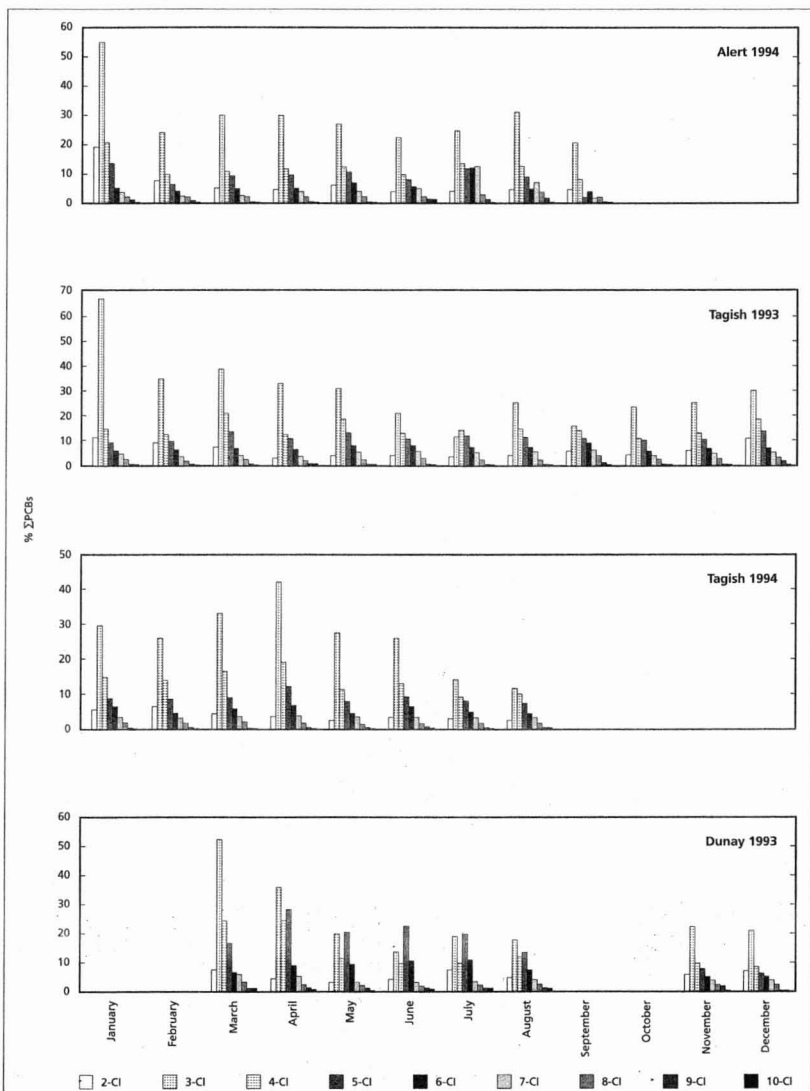 60
50
40
30
20
10
0
Alert 1994
70
60
50
40
30
20
10
0
Tagish 1993
% ΣPCBs
50
40
30
20
10
0
Tagish 1994
60
50
40
30
20
10
0
Dunay 1993
January
February
March
April
May
June
July
August
September
October
November
December
2-Cl 3-Cl 4-Cl 5-Cl 6-Cl 7-Cl 8-Cl 9-Cl 10-Cl